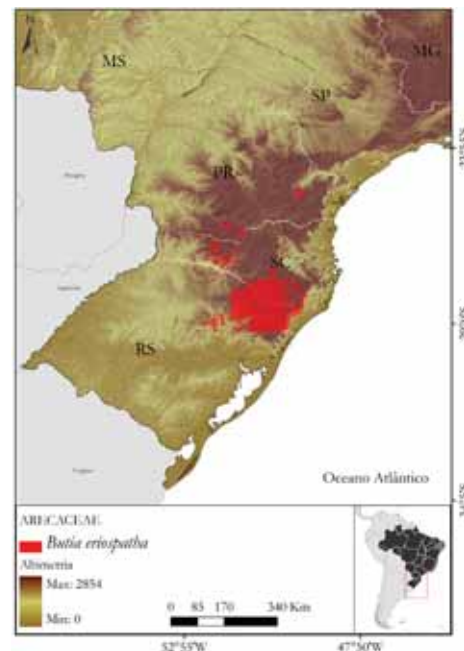 N
MS
MG
SP
PR
SC
RS
Oceano Atlântico
ARECACEAE
Butia eriospatha
Altimetria
Max: 2854
Min: 0
0 85 170 340 Km
52°55'W
47°50'W